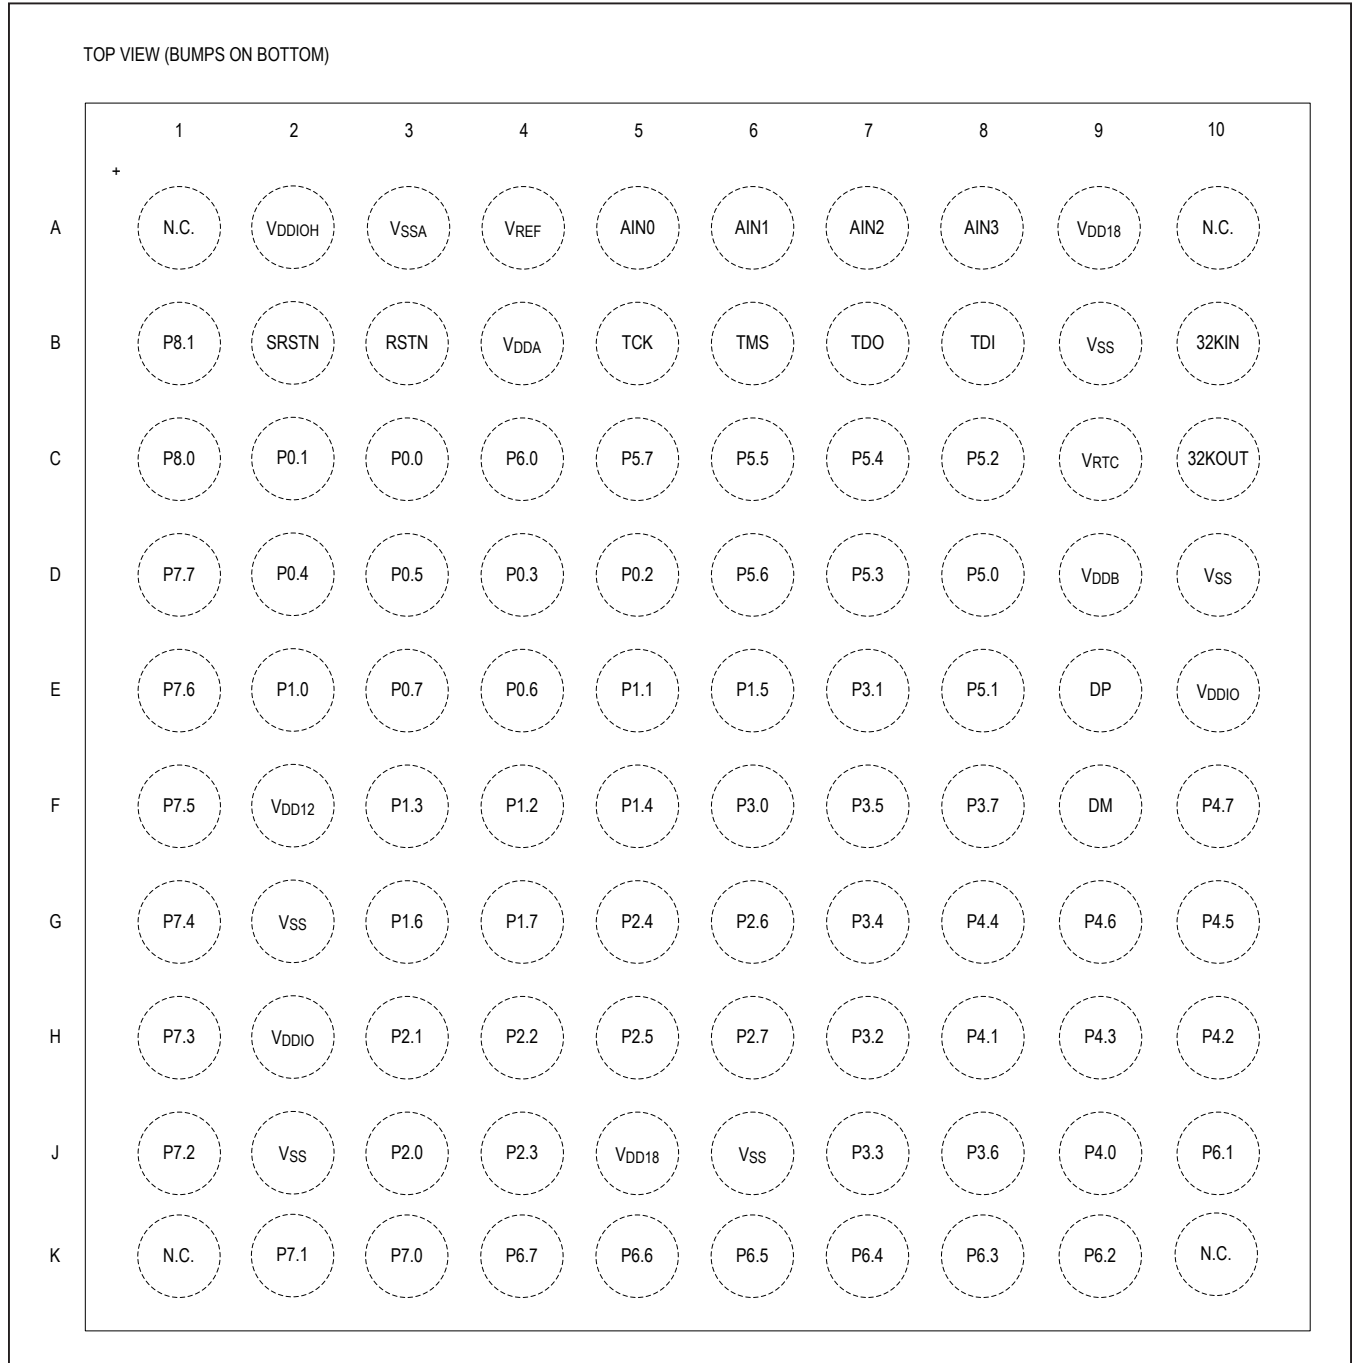 TOP VIEW (BUMPS ON BOTTOM)
1 2 3 4 5 6 7 8 9 10
+
A N.C. VDDIOH VSSA VREF AIN0 AIN1 AIN2 AIN3 VDD18 N.C.
B P8.1 SRSTN RSTN VDDA TCK TMS TDO TDI VSS 32KIN
C P8.0 P0.1 P0.0 P6.0 P5.7 P5.5 P5.4 P5.2 VRTC 32KOUT
D P7.7 P0.4 P0.5 P0.3 P0.2 P5.6 P5.3 P5.0 VDDB VSS
E P7.6 P1.0 P0.7 P0.6 P1.1 P1.5 P3.1 P5.1 DP VDDIO
F P7.5 VDD12 P1.3 P1.2 P1.4 P3.0 P3.5 P3.7 DM P4.7
G P7.4 VSS P1.6 P1.7 P2.4 P2.6 P3.4 P4.4 P4.6 P4.5
H P7.3 VDDIO P2.1 P2.2 P2.5 P2.7 P3.2 P4.1 P4.3 P4.2
J P7.2 VSS P2.0 P2.3 VDD18 VSS P3.3 P3.6 P4.0 P6.1
K N.C. P7.1 P7.0 P6.7 P6.6 P6.5 P6.4 P6.3 P6.2 N.C.